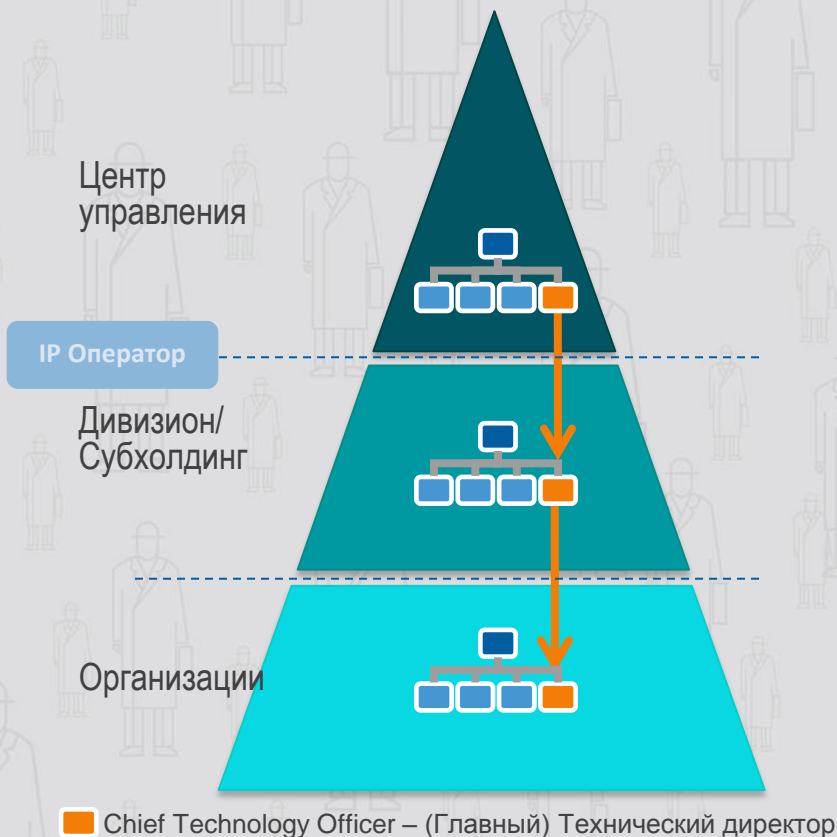 Центр
управления
IP Оператор
Дивизион/
Субхолдинг
Организации
Chief Technology Officer – (Главный) Технический директор